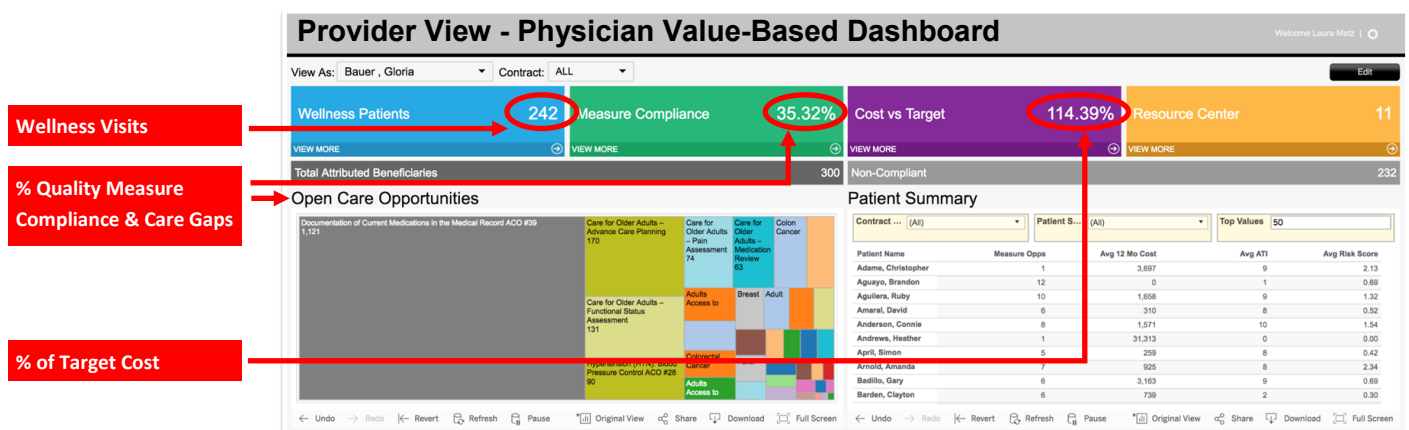 Provider View - Physician Value-Based Dashboard
Welcome Laura Metz |
View As: Bauer , Gloria Contract: ALL Edit
Wellness Visits
Wellness Patients 242
Measure Compliance 35.32%
Cost vs Target 114.39%
Resource Center 11
VIEW MORE
VIEW MORE
VIEW MORE
VIEW MORE
% Quality Measure
Compliance & Care Gaps
Total Attributed Beneficiaries 300
Non-Compliant 232
Open Care Opportunities
Documentation of Current Medications in the Medical Record ACO #39
1,121
Care for Older Adults –
Advance Care Planning
170
Care for
Older Adults
– Pain
Assessment
74
Care for
Older
Adults –
Medication
Review
63
Colon
Cancer
Care for Older Adults –
Functional Status
Assessment
131
Adults
Access to
Breast
Adult
Hypertension (HTN): Blood
Pressure Control ACO #28
90
Colorectal
Cancer
Adults
Access to
% of Target Cost
Patient Summary
Contract ... (All) Patient S... (All) Top Values 50
Patient Name Measure Opps Avg 12 Mo Cost Avg ATI Avg Risk Score
Adame, Christopher 1 3,697 9 2.13
Aguayo, Brandon 12 0 1 0.69
Aguilera, Ruby 10 1,658 9 1.32
Amaral, David 6 310 8 0.52
Anderson, Connie 8 1,571 10 1.54
Andrews, Heather 1 31,313 0 0.00
April, Simon 5 259 8 0.42
Arnold, Amanda 7 925 8 2.34
Badillo, Gary 6 3,163 9 0.69
Barden, Clayton 6 739 2 0.30
Undo Redo Revert Refresh Pause Original View Share Download Full Screen
Undo Redo Revert Refresh Pause Original View Share Download Full Screen